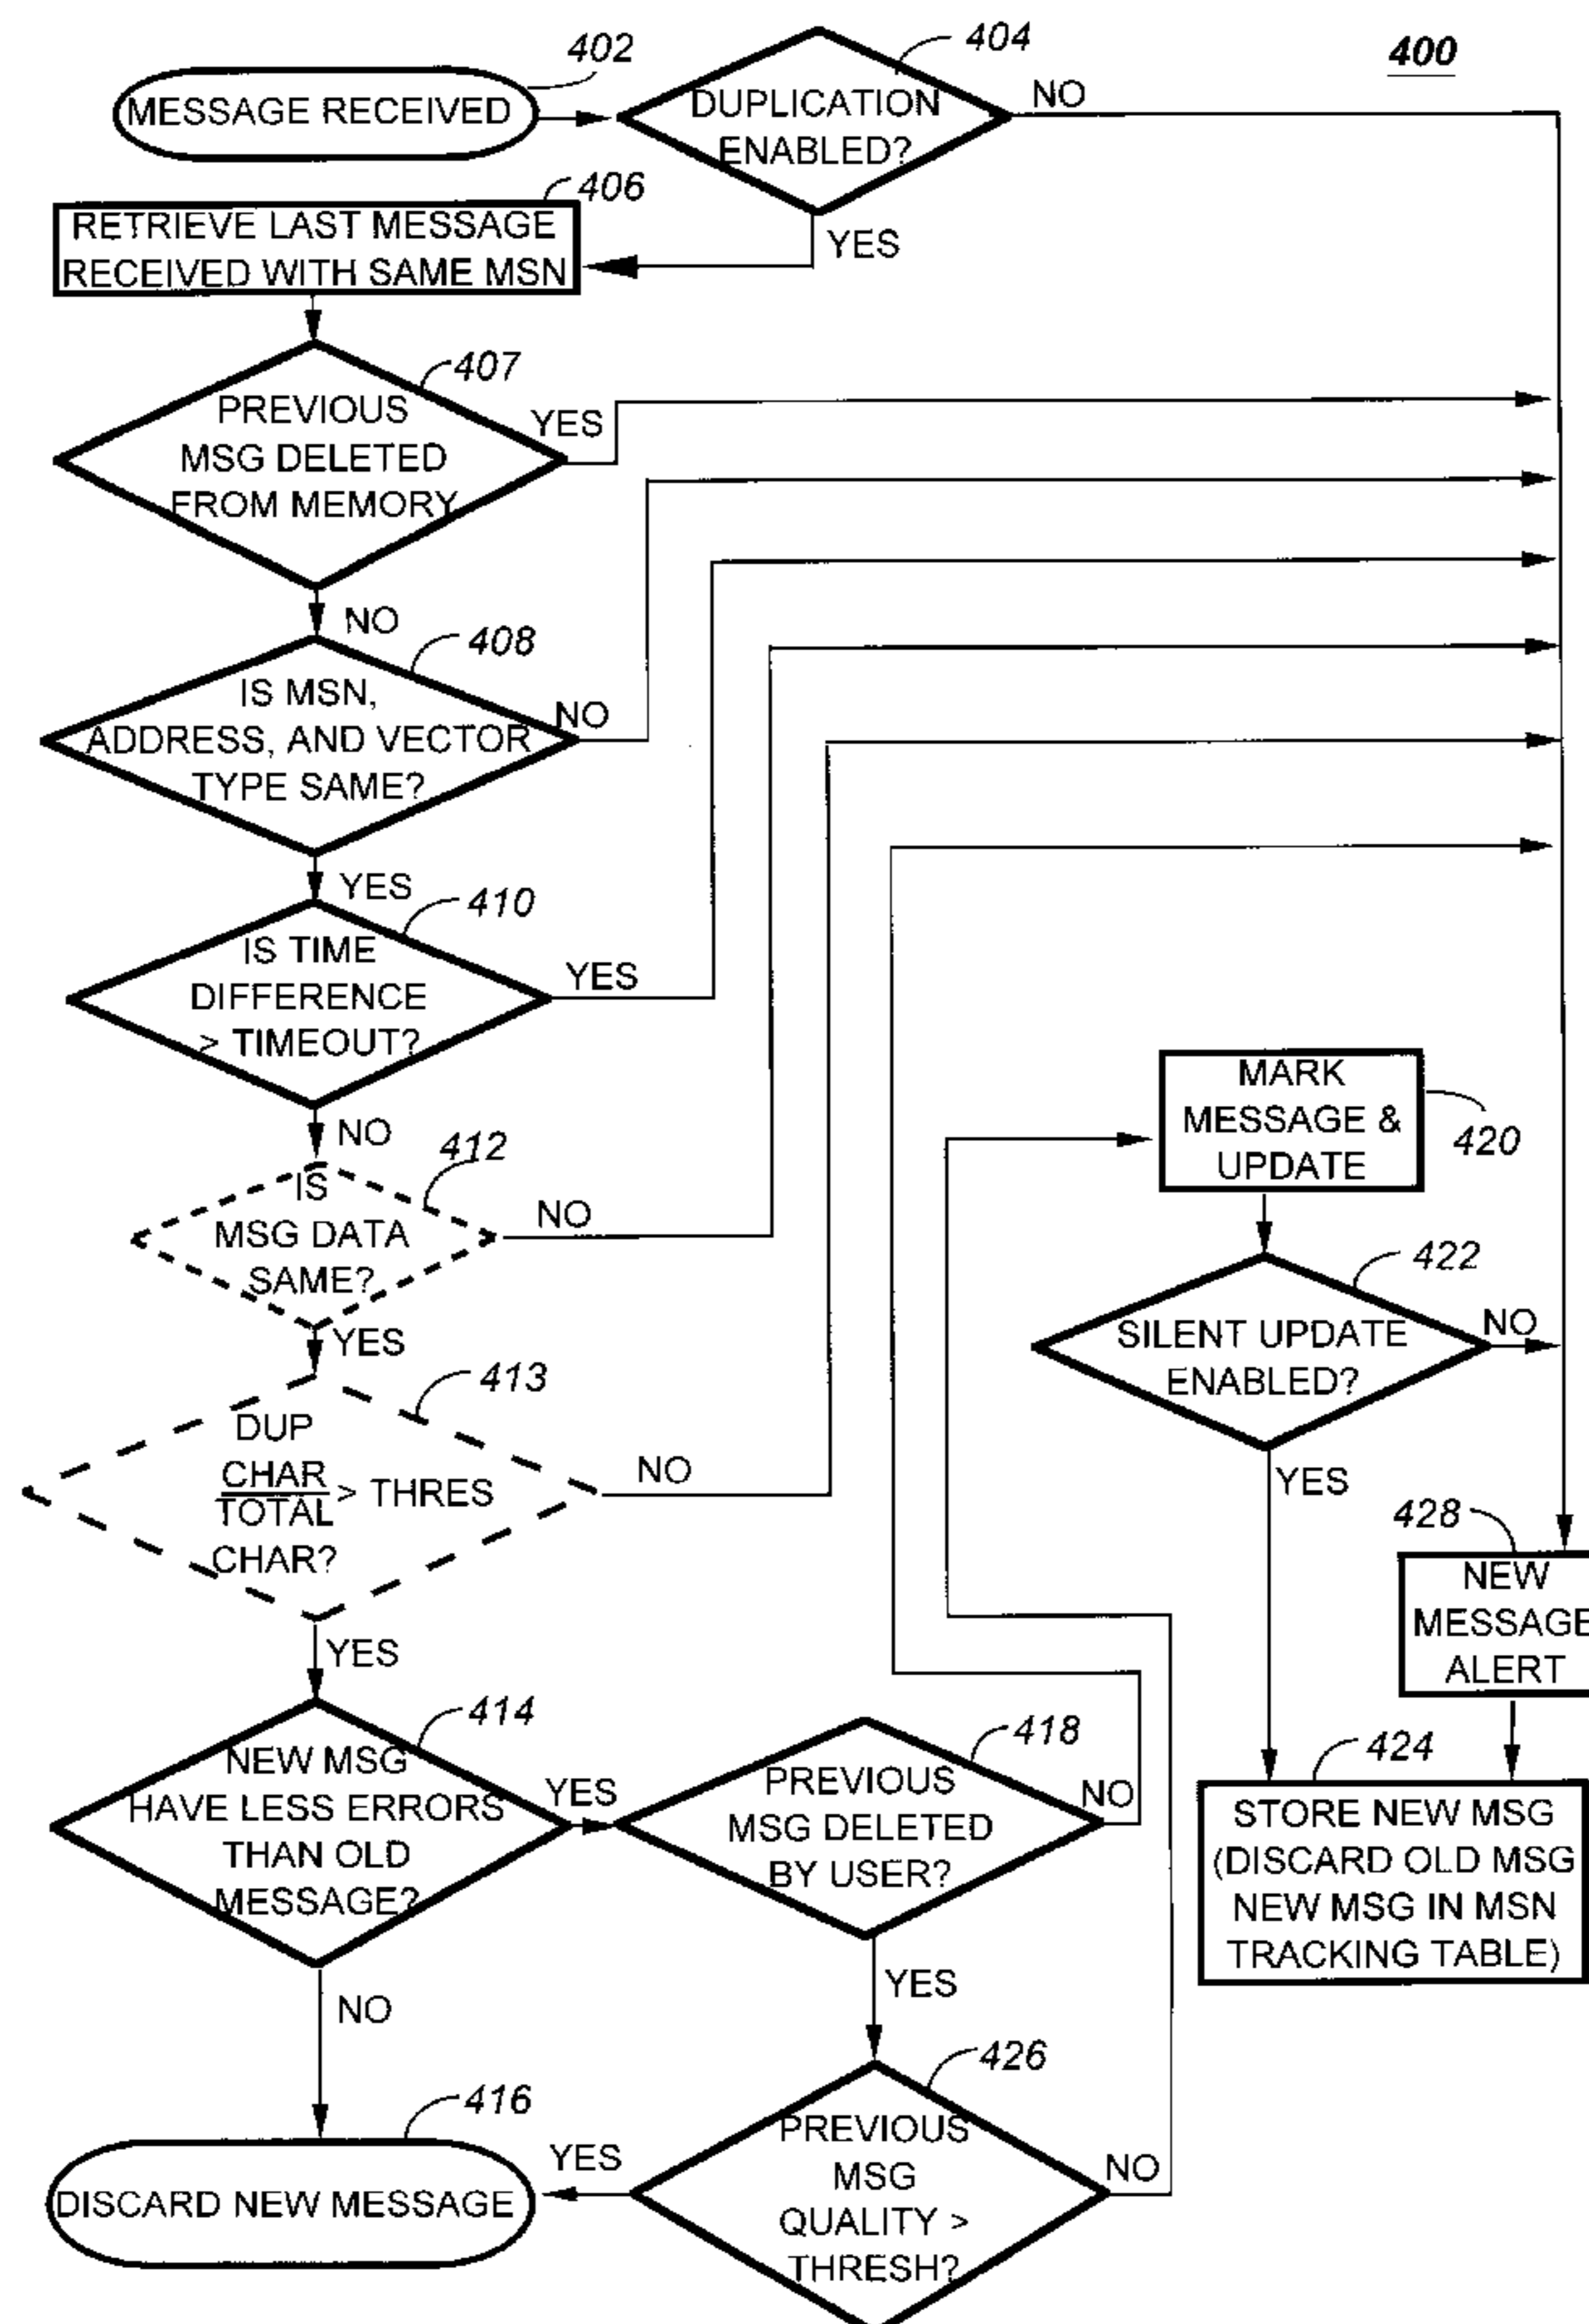 400
402
MESSAGE RECEIVED
404
DUPLICATION
ENABLED?
NO
YES
406
RETRIEVE LAST MESSAGE
RECEIVED WITH SAME MSN
407
PREVIOUS
MSG DELETED
FROM MEMORY
YES
NO
408
IS MSN,
ADDRESS, AND VECTOR
TYPE SAME?
NO
YES
410
IS TIME
DIFFERENCE
> TIMEOUT?
YES
NO
412
IS
MSG DATA
SAME?
NO
YES
413
DUP
CHAR
> THRES
TOTAL
CHAR?
NO
YES
414
NEW MSG
HAVE LESS ERRORS
THAN OLD
MESSAGE?
YES
NO
416
DISCARD NEW MESSAGE
418
PREVIOUS
MSG DELETED
BY USER?
NO
YES
426
PREVIOUS
MSG
QUALITY >
THRESH?
YES
NO
420
MARK
MESSAGE &
UPDATE
422
SILENT UPDATE
ENABLED?
NO
YES
428
NEW
MESSAGE
ALERT
424
STORE NEW MSG
(DISCARD OLD MSG
NEW MSG IN MSN
TRACKING TABLE)